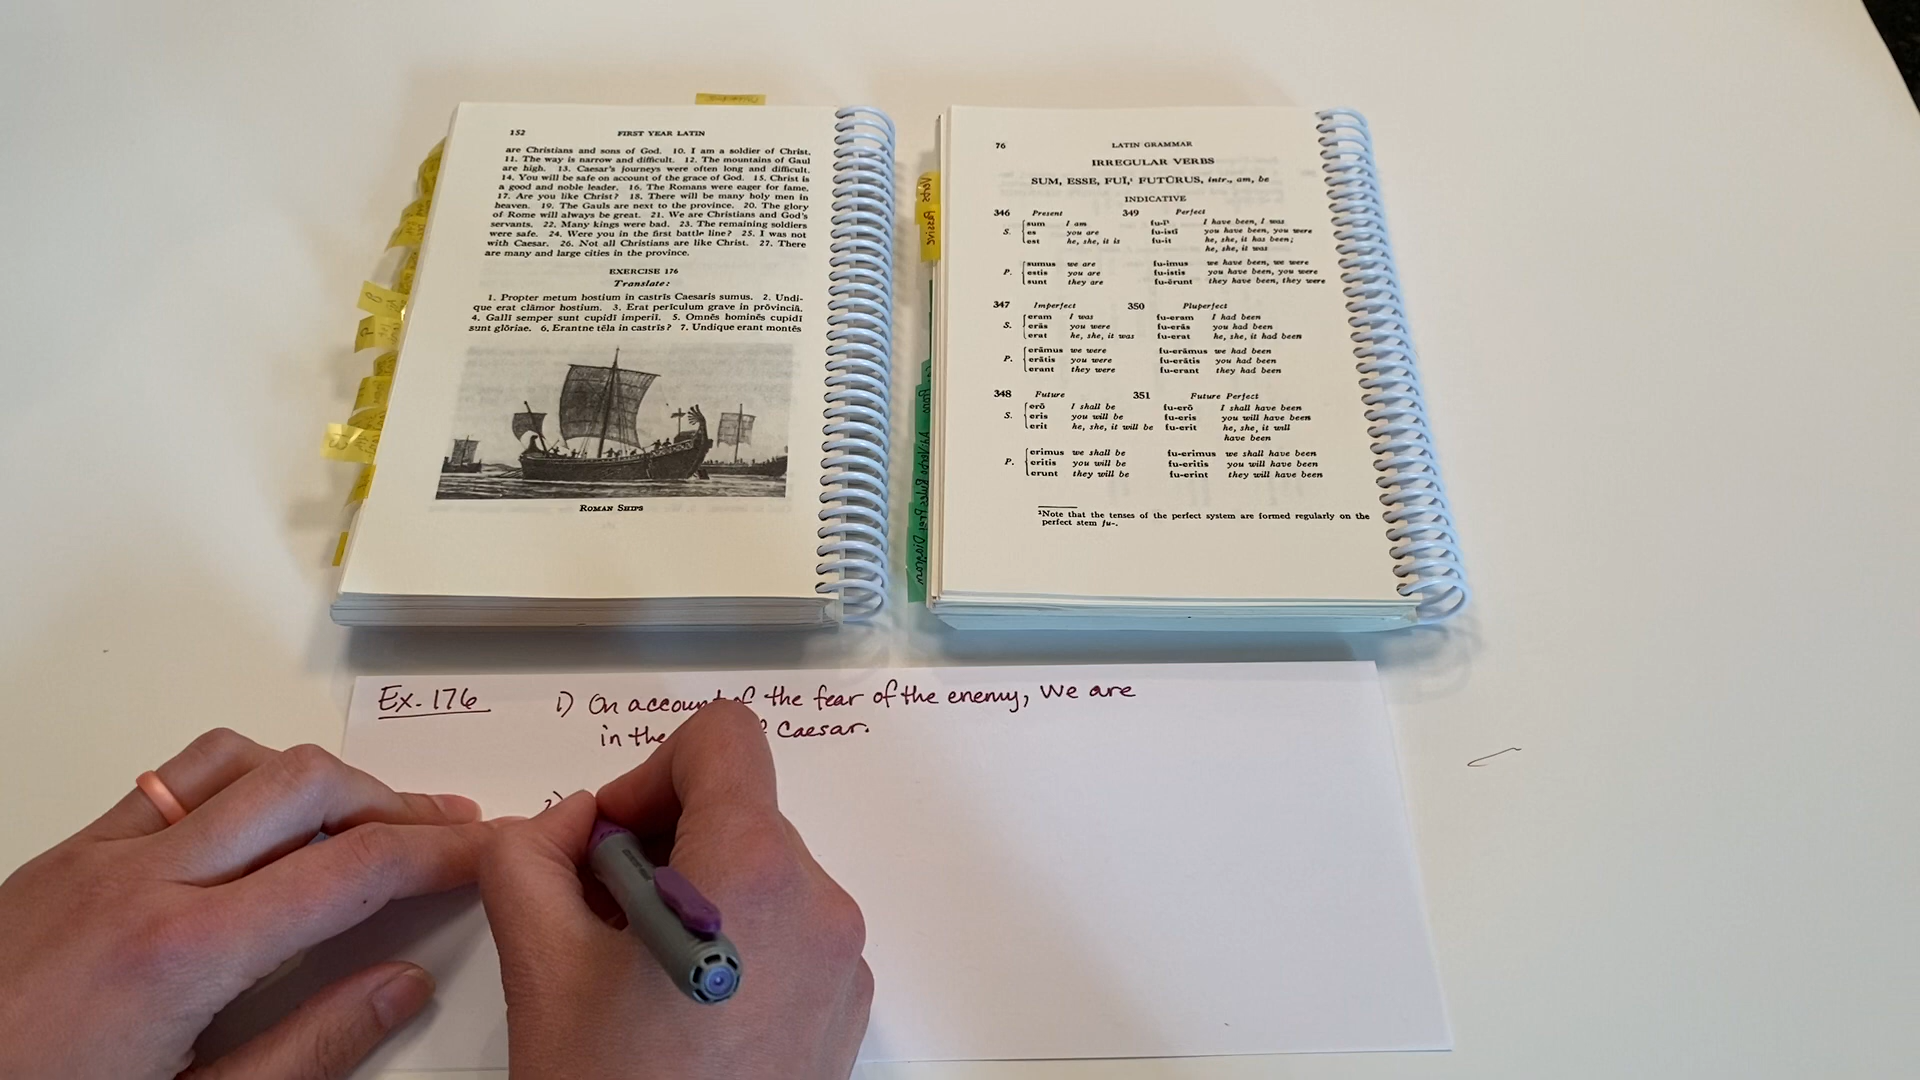 152 FIRST YEAR LATIN
are Christians and sons of God. 10. I am a soldier of Christ.
11. The way is narrow and difficult. 12. The mountains of Gaul
are high. 13. Caesar's journeys were often long and difficult.
14. You will be safe on account of the grace of God. 15. Christ is
a good and noble leader. 16. The Romans were eager for fame.
17. Are you like Christ? 18. There will be many holy men in
heaven. 19. The Gauls are next to the province. 20. The glory
of Rome will always be great. 21. We are Christians and God's
servants. 22. Many kings were bad. 23. The remaining soldiers
were safe. 24. Were you in the first battle line? 25. I was not
with Caesar. 26. Not all Christians are like Christ. 27. There
are many and large cities in the province.
EXERCISE 176
Translate:
1. Propter metum hostium in castrīs Caesaris sumus. 2. Undi-
que erat clāmor hostium. 3. Erat perīculum grave in prōvinciā.
4. Gallī semper sunt cupidī imperiī. 5. Omnēs hominēs cupidī
sunt glōriae. 6. Erantne tēla in castrīs? 7. Undique erant montēs
ROMAN SHIPS
76 LATIN GRAMMAR
IRREGULAR VERBS
SUM, ESSE, FUĪ,¹ FUTŪRUS, intr., am, be
INDICATIVE
346 Present 349 Perfect
S. sum I am fu-ī I have been, I was
es you are fu-istī you have been, you were
est he, she, it is fu-it he, she, it has been;
he, she, it was
sumus we are fu-imus we have been, we were
P. estis you are fu-istis you have been, you were
sunt they are fu-ērunt they have been, they were
347 Imperfect 350 Pluperfect
eram I was fu-eram I had been
S. erās you were fu-erās you had been
erat he, she, it was fu-erat he, she, it had been
erāmus we were fu-erāmus we had been
P. erātis you were fu-erātis you had been
erant they were fu-erant they had been
348 Future 351 Future Perfect
erō I shall be fu-erō I shall have been
S. eris you will be fu-eris you will have been
erit he, she, it will be fu-erit he, she, it will
have been
erimus we shall be fu-erimus we shall have been
P. eritis you will be fu-eritis you will have been
erunt they will be fu-erint they will have been
¹Note that the tenses of the perfect system are formed regularly on the
perfect stem fu-.
Ex. 176 1) On account of the fear of the enemy, we are
in the Caesar.
2)